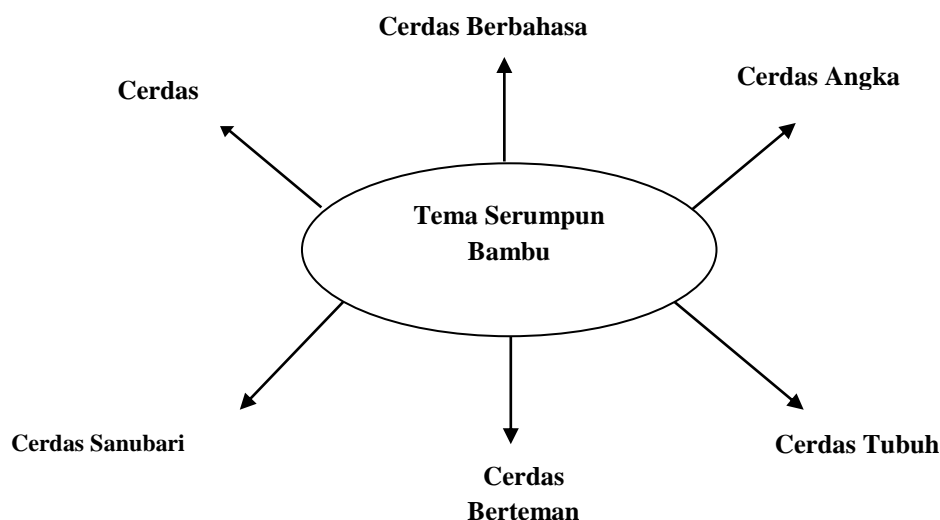 Cerdas Berbahasa
Cerdas
Cerdas Angka
Tema Serumpun
Bambu
Cerdas Sanubari
Cerdas Tubuh
Cerdas
Berteman